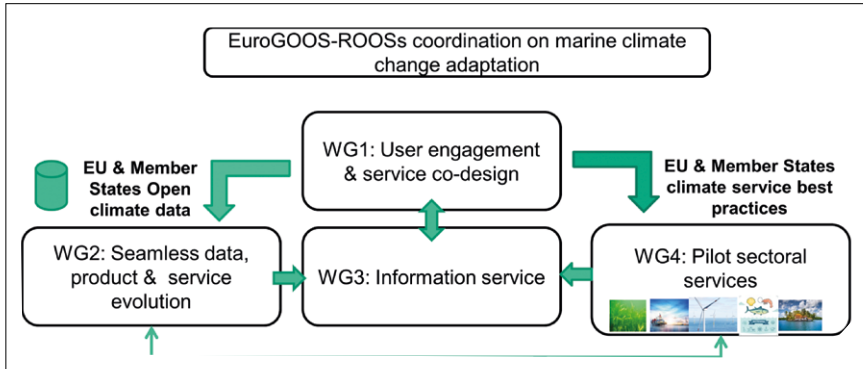 EuroGOOS-ROOSs coordination on marine climate
change adaptation
WG1: User engagement
& service co-design
EU & Member
States Open
climate data
EU & Member States
climate service best
practices
WG2: Seamless data,
product & service
evolution
WG3: Information service
WG4: Pilot sectoral
services